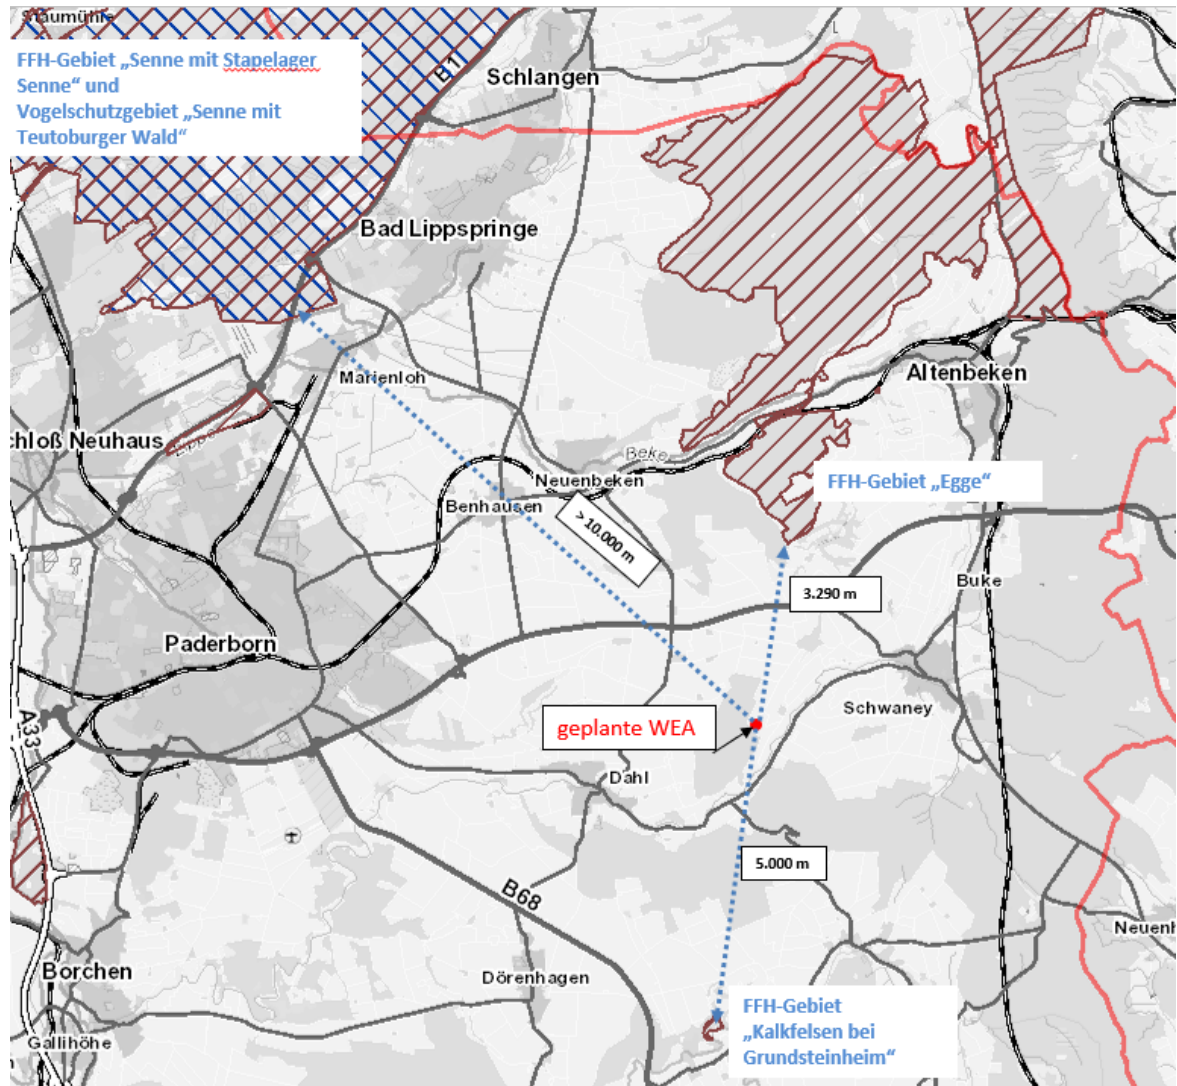 Staumühle
FFH-Gebiet „Senne mit Stapelager
Senne“ und
Vogelschutzgebiet „Senne mit
Teutoburger Wald“
B1
Schlangen
Bad Lippspringe
Marienloh
Altenbeken
chloß Neuhaus
Lippe
Beke
Neuenbeken
Benhausen
FFH-Gebiet „Egge“
> 10.000 m
3.290 m
Buke
Paderborn
A33
geplante WEA
Schwaney
Dahl
5.000 m
B68
Neuenh
Borchen
Dörenhagen
FFH-Gebiet
„Kalkfelsen bei
Grundsteinheim“
Gallihöhe